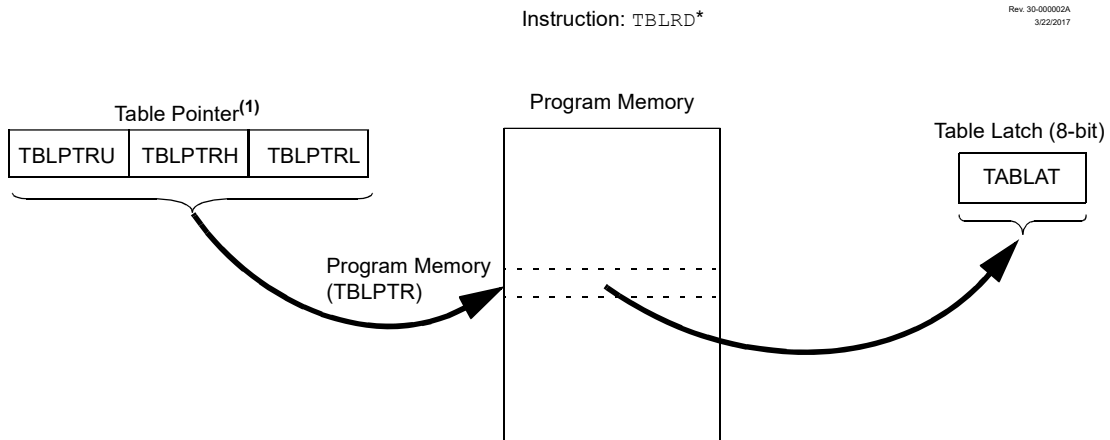 Instruction: TBLRD*
Rev. 30-000002A
3/22/2017
Program Memory
Table Pointer(1)
Table Latch (8-bit)
TBLPTRU TBLPTRH TBLPTRL
TABLAT
Program Memory
(TBLPTR)